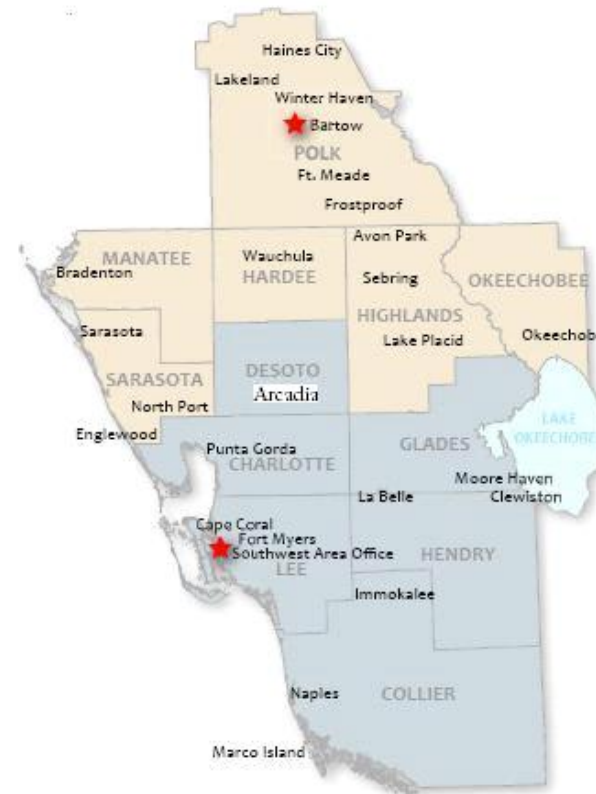 Haines City
Lakeland
Winter Haven
Bartow
POLK
Ft. Meade
Frostproof
Avon Park
MANATEE
Wauchula
Bradenton
HARDEE
Sebring
OKEECHOBEE
HIGHLANDS
Sarasota
Lake Placid
Okeechob
DESOTO
SARASOTA
Arcadia
North Port
LAKE
OKEECHOBEE
Englewood
Punta Gorda
GLADES
CHARLOTTE
Moore Haven
La Belle
Clewiston
Cape Coral
Fort Myers
Southwest Area Office
HENDRY
LEE
Immokalee
Naples
COLLIER
Marco Island